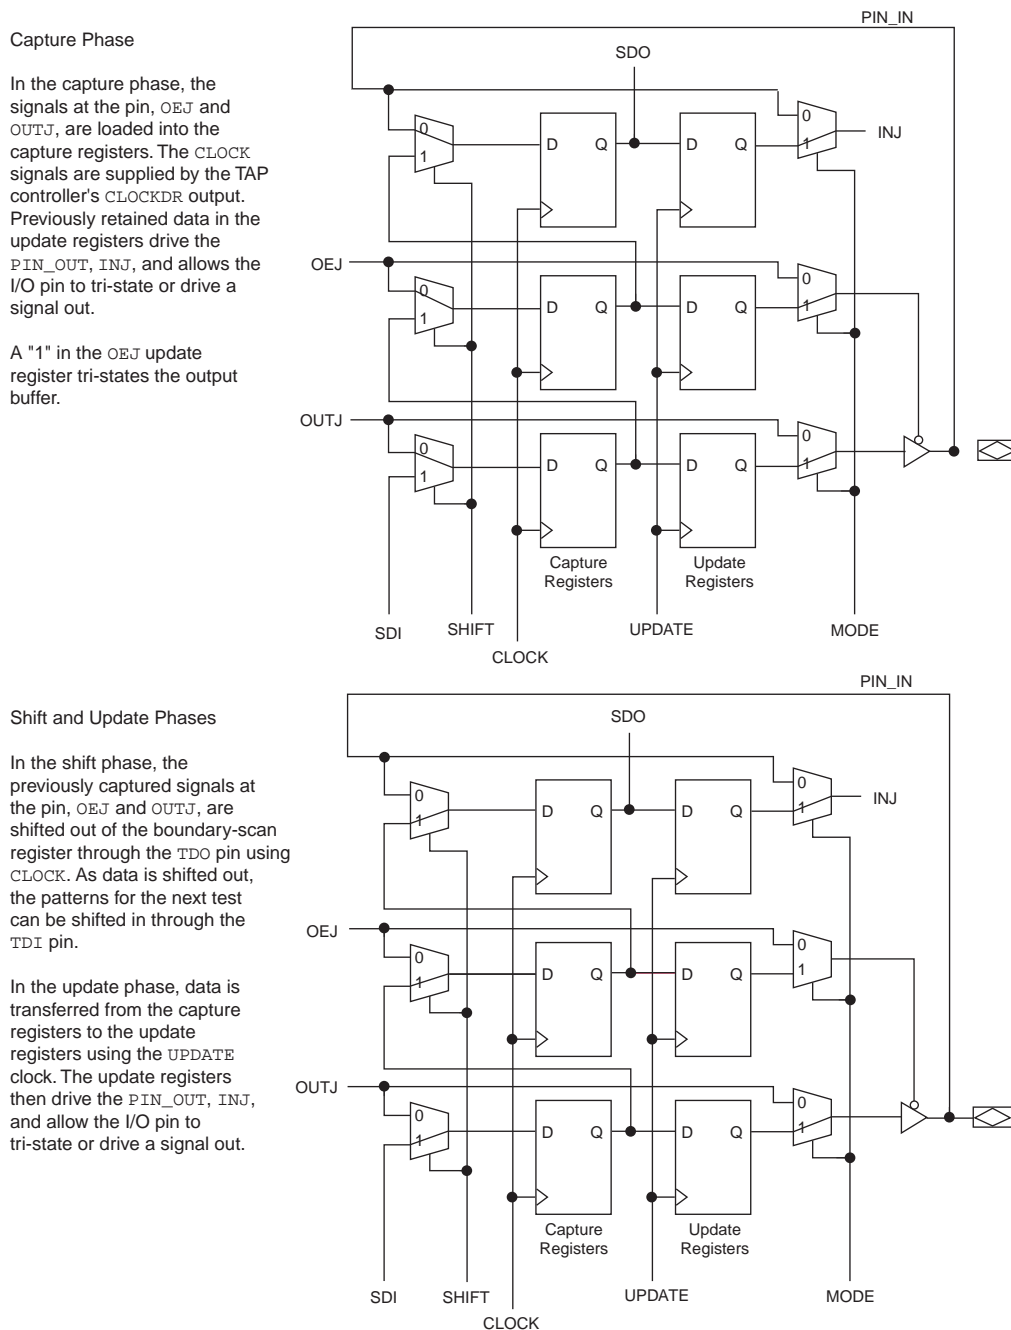 Capture Phase
In the capture phase, the
signals at the pin, OEJ and
OUTJ, are loaded into the
capture registers. The CLOCK
signals are supplied by the TAP
controller's CLOCKDR output.
Previously retained data in the
update registers drive the
PIN_OUT, INJ, and allows the
I/O pin to tri-state or drive a
signal out.
A "1" in the OEJ update
register tri-states the output
buffer.
PIN_IN
SDO
0
1
D Q
D Q
0
1
INJ
OEJ
0
1
D Q
D Q
0
1
OUTJ
0
1
D Q
D Q
0
1
Capture
Registers
Update
Registers
SDI
SHIFT
CLOCK
UPDATE
MODE
Shift and Update Phases
In the shift phase, the
previously captured signals at
the pin, OEJ and OUTJ, are
shifted out of the boundary-scan
register through the TDO pin using
CLOCK. As data is shifted out,
the patterns for the next test
can be shifted in through the
TDI pin.
In the update phase, data is
transferred from the capture
registers to the update
registers using the UPDATE
clock. The update registers
then drive the PIN_OUT, INJ,
and allow the I/O pin to
tri-state or drive a signal out.
PIN_IN
SDO
0
1
D Q
D Q
0
1
INJ
OEJ
0
1
D Q
D Q
0
1
OUTJ
0
1
D Q
D Q
0
1
Capture
Registers
Update
Registers
SDI
SHIFT
CLOCK
UPDATE
MODE